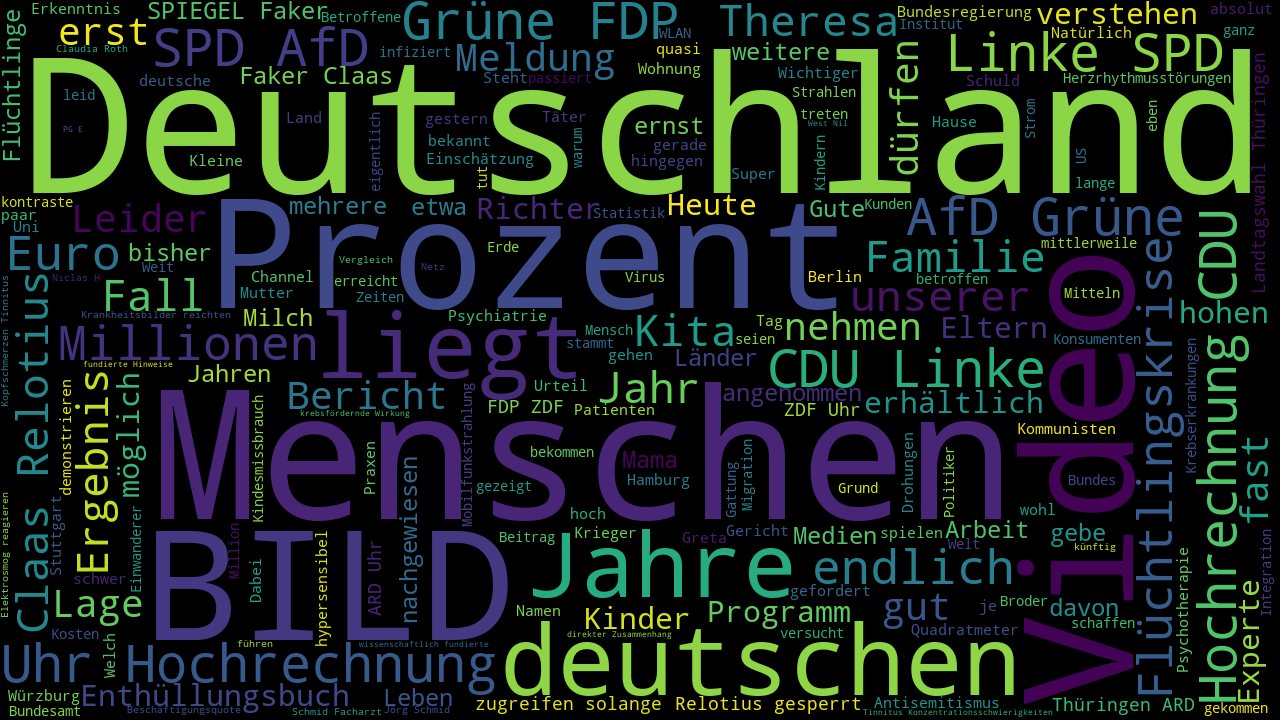 Erkenntnis SPIEGEL Faker Betroffene Grüne FDP WLAN Theresa Bundesregierung verstehen absolut
Claudia Roth erst SPD AfD infiziert Meldung quasi weitere Institut Natürlich ganz
Flüchtlinge deutsche Faker Claas Steht passiert Wohnung Wichtiger dürfen Linke SPD
leid Deutschland Strahlen Schuld Herzrhythmusstörungen
PG E Land eigentlich gestern Täter ernst treten West Nil Hause Strom eben Landtagswahl Thüringen
Kleine bekannt Einschätzung warum gerade hingegen Super Kindern US lange
tut
kontraste Leider mehrere etwa Richter Statistik Heute Gute Kunden AfD Grüne CDU
paar Uni Euro bisher Prozent Erde Familie mittlerweile
Weit Channel Vergleich erreicht Netz Virus Berlin betroffen
Niclas H Mutter Zeiten unserer Mitteln hohen
Kopfschmerzen Tinnitus Claas Relotius Fall Krankheitsbilder reichten Milch Psychiatrie Mensch Kita Tag nehmen Eltern Video Flüchtlingskrise Hochrechnung
Millionen liegt stammt gehen seien Länder Konsumenten
fundierte Hinweise Jahren Bericht Urteil Jahr CDU Linke Krebserkrankungen
Ergebnis möglich krebsfördernde Wirkung FDP ZDF Patienten angenommen ZDF Uhr erhältlich
demonstrieren Kindesmissbrauch Menschen Kommunisten fast
Praxen Mobilfunkstrahlung bekommen Mama Drohungen Politiker
nachgewiesen gezeigt Hamburg Gattung Migration Grund Bundes
Elektrosmog reagieren Stuttgart Einwanderer hoch Krieger Gericht Medien spielen Arbeit wohl gebe
Million hypersensibel BILD Beitrag Greta Welt künftig
schwer Dabei ARD Uhr Jahre endlich Integration
Lage Namen Kinder gefordert Programm gut je Broder davon Experte
Kosten Welch direkter Zusammenhang versucht Quadratmeter schaffen Psychotherapie
führen wissenschaftlich fundierte
Uhr Hochrechnung deutschen
Würzburg Enthüllungsbuch Leben
Bundesamt Beschäftigungsquote Schmid Facharzt Jörg Schmid zugreifen solange Relotius gesperrt Antisemitismus Tinnitus Konzentrationsschwierigkeiten Thüringen ARD gekommen